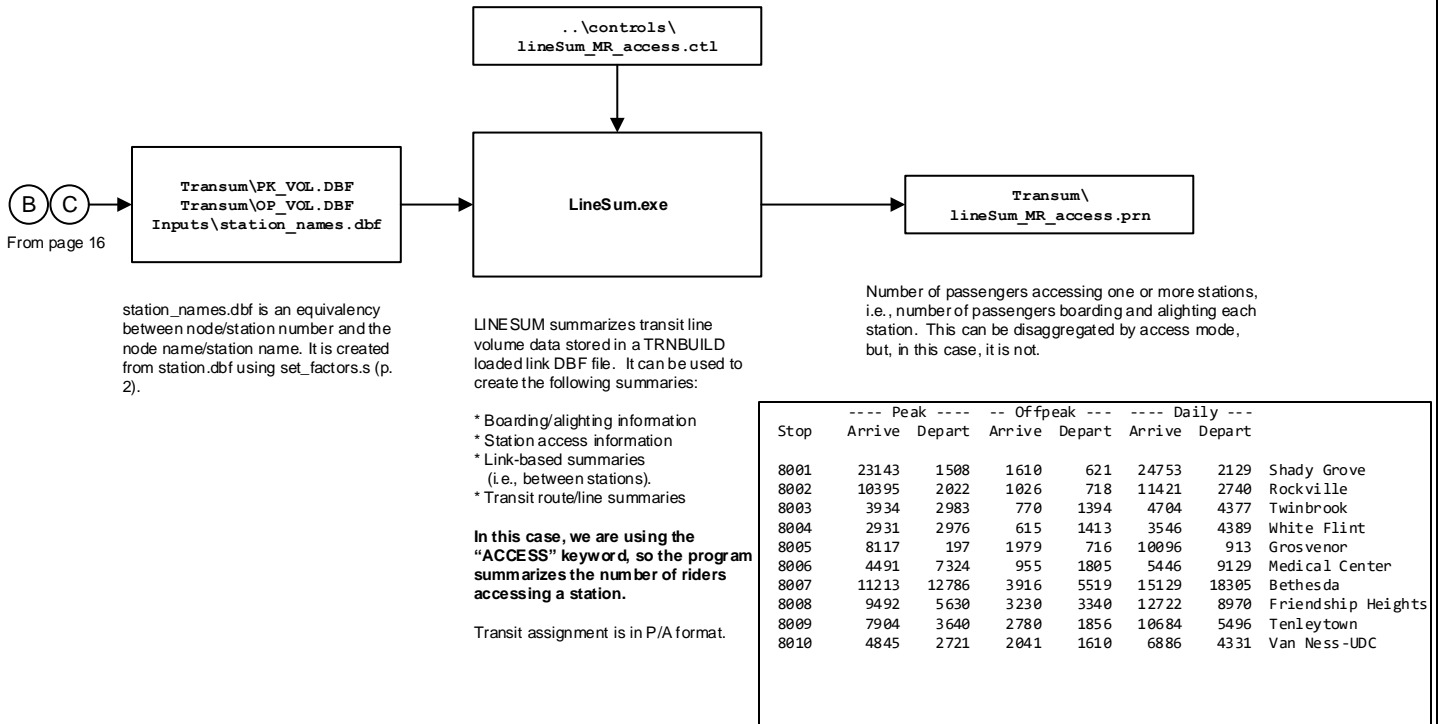 ..\controls\
lineSum_MR_access.ctl
B C
From page 16
Transum\PK_VOL.DBF
Transum\OP_VOL.DBF
Inputs\station_names.dbf
LineSum.exe
Transum\
lineSum_MR_access.prn
station_names.dbf is an equivalency
between node/station number and the
node name/station name. It is created
from station.dbf using set_factors.s (p.
2).
LINESUM summarizes transit line
volume data stored in a TRNBUILD
loaded link DBF file. It can be used to
create the following summaries:
* Boarding/alighting information
* Station access information
* Link-based summaries
(i.e., between stations).
* Transit route/line summaries
In this case, we are using the
“ACCESS” keyword, so the program
summarizes the number of riders
accessing a station.
Transit assignment is in P/A format.
Number of passengers accessing one or more stations,
i.e., number of passengers boarding and alighting each
station. This can be disaggregated by access mode,
but, in this case, it is not.
---- Peak ---- -- Offpeak --- ---- Daily ---
Stop Arrive Depart Arrive Depart Arrive Depart
8001 23143 1508 1610 621 24753 2129 Shady Grove
8002 10395 2022 1026 718 11421 2740 Rockville
8003 3934 2983 770 1394 4704 4377 Twinbrook
8004 2931 2976 615 1413 3546 4389 White Flint
8005 8117 197 1979 716 10096 913 Grosvenor
8006 4491 7324 955 1805 5446 9129 Medical Center
8007 11213 12786 3916 5519 15129 18305 Bethesda
8008 9492 5630 3230 3340 12722 8970 Friendship Heights
8009 7904 3640 2780 1856 10684 5496 Tenleytown
8010 4845 2721 2041 1610 6886 4331 Van Ness-UDC